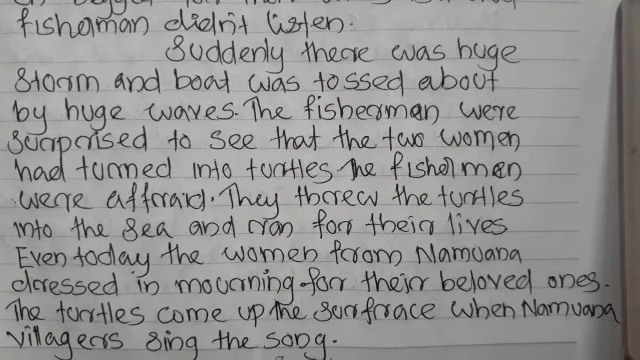 fisherman didn't listen.
Suddenly there was huge
Storm and boat was tossed about
by huge waves. The fisherman were
surprised to see that the two women
had turned into turtles. The fisherman
were affraid. They threw the turtles
into the sea and ran for their lives
Even today the women from Namuana
dressed in mourning for their beloved ones.
The turtles come up the surfrace when Namuana
villagers sing the song.